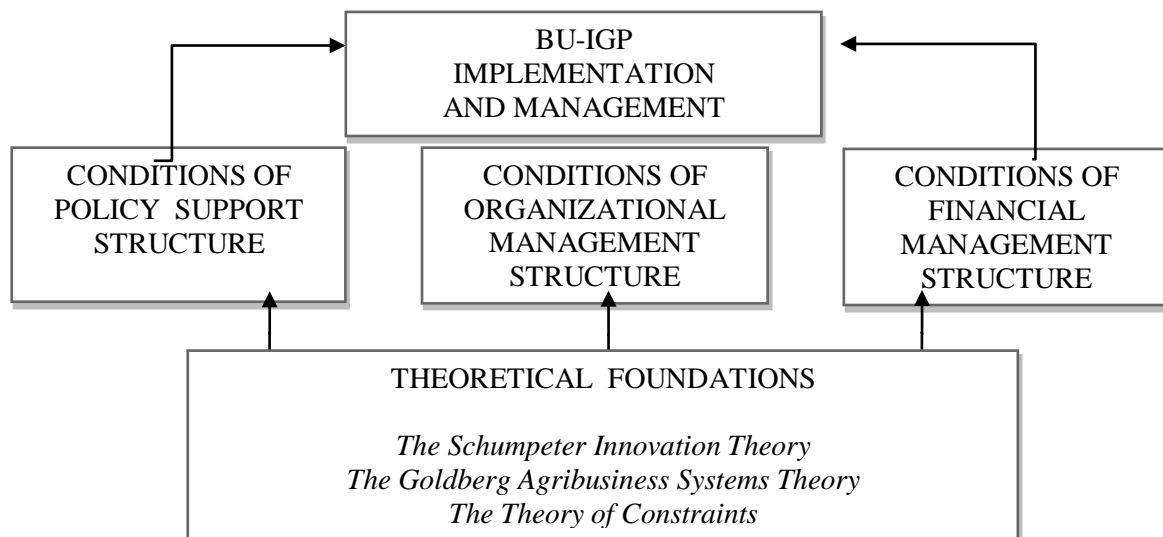 BU-IGP
IMPLEMENTATION
AND MANAGEMENT
CONDITIONS OF
POLICY SUPPORT
STRUCTURE
CONDITIONS OF
ORGANIZATIONAL
MANAGEMENT
STRUCTURE
CONDITIONS OF
FINANCIAL
MANAGEMENT
STRUCTURE
THEORETICAL FOUNDATIONS
The Schumpeter Innovation Theory
The Goldberg Agribusiness Systems Theory
The Theory of Constraints